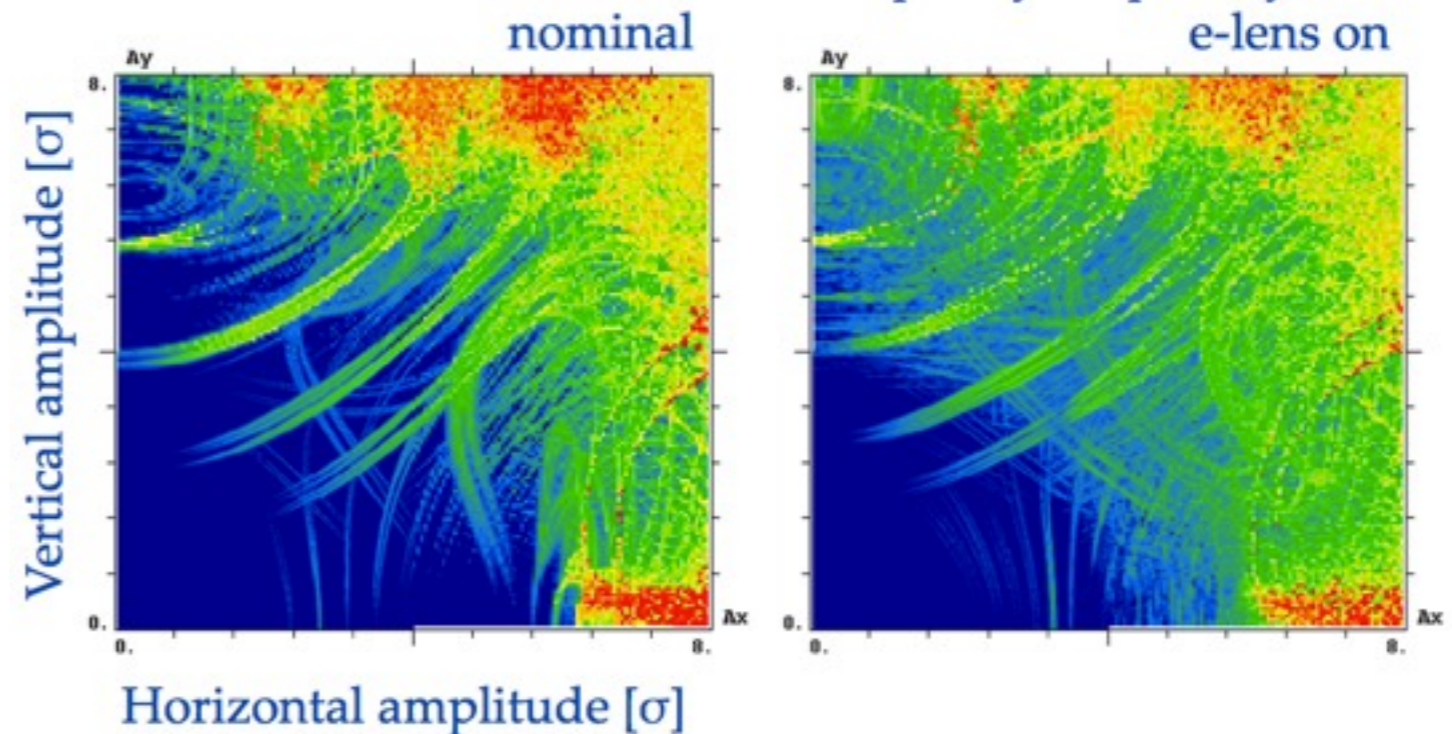 nominal
e-lens on
Ay
Ay
8.
8.
Vertical amplitude [σ]
0.
Ax
0.
Ax
0.
8.
0.
8.
Horizontal amplitude [σ]